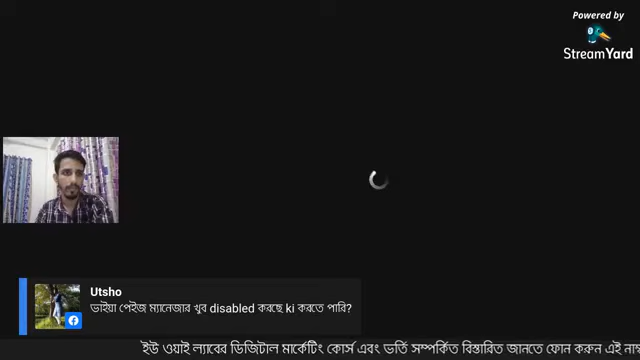 Powered by
StreamYard
Utsho
ভাইয়া পেইজ ম্যানেজার খুব disabled করছে ki করতে পারি?
ইউ ওয়াই ল্যাবের ডিজিটাল মার্কেটিং কোর্স এবং ভর্তি সম্পর্কিত বিস্তারিত জানতে ফোন করুন এই